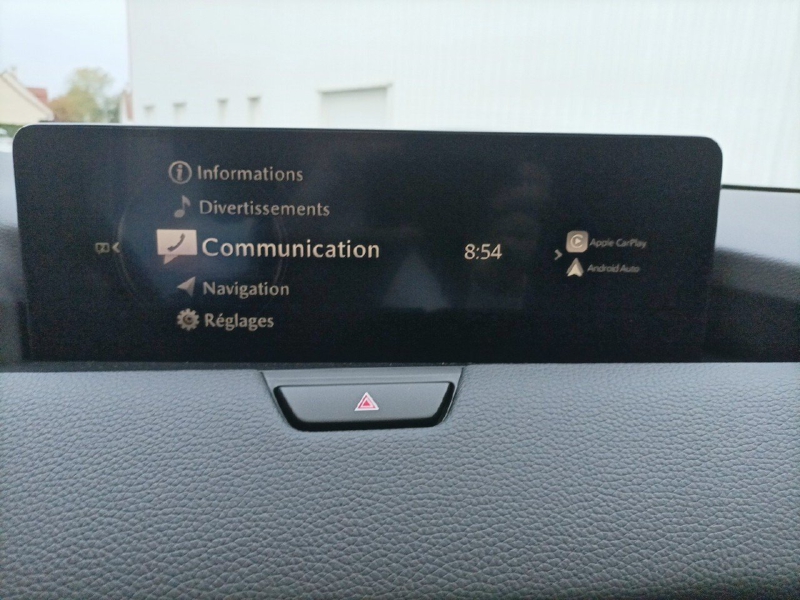 Informations
Divertissements
Communication
8:54
Apple CarPlay
Android Auto
Navigation
Réglages